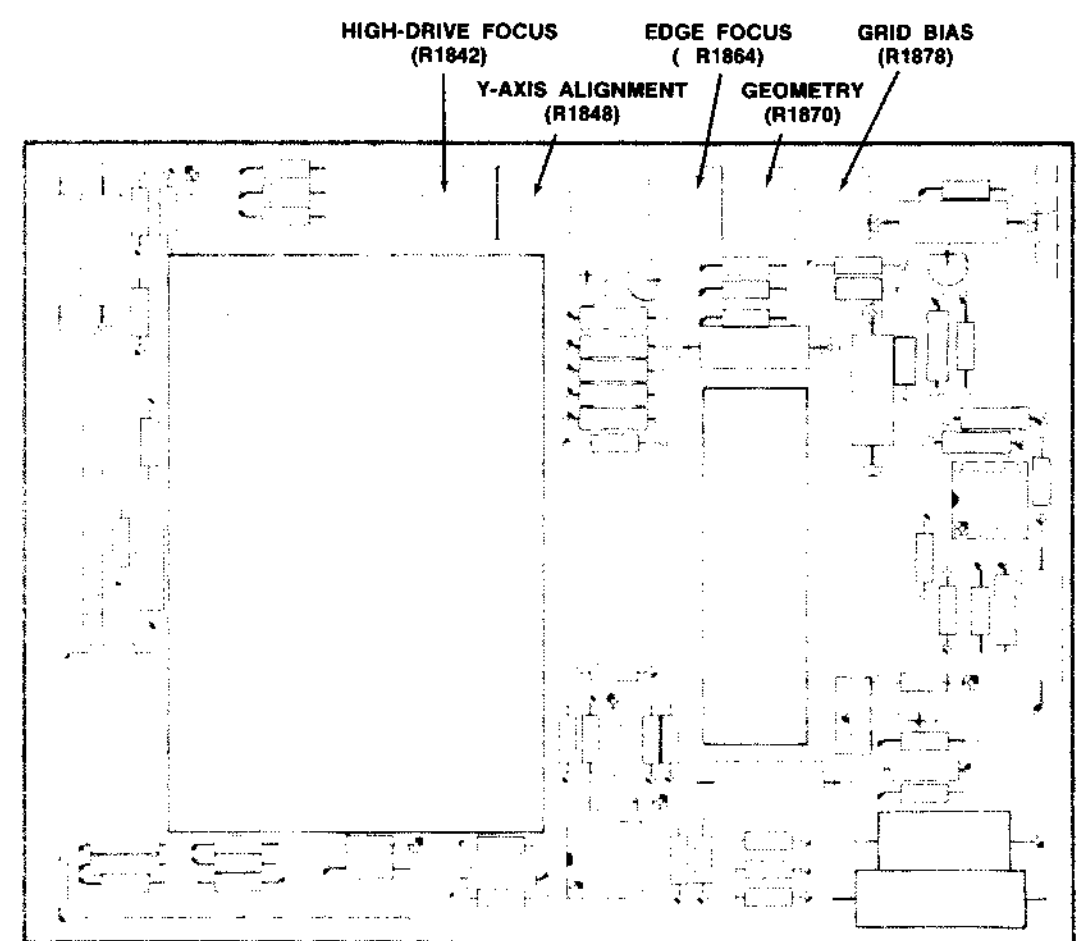 HIGH-DRIVE FOCUS
(R1842)
EDGE FOCUS
( R1864)
GRID BIAS
(R1878)
Y-AXIS ALIGNMENT
(R1848)
GEOMETRY
(R1870)